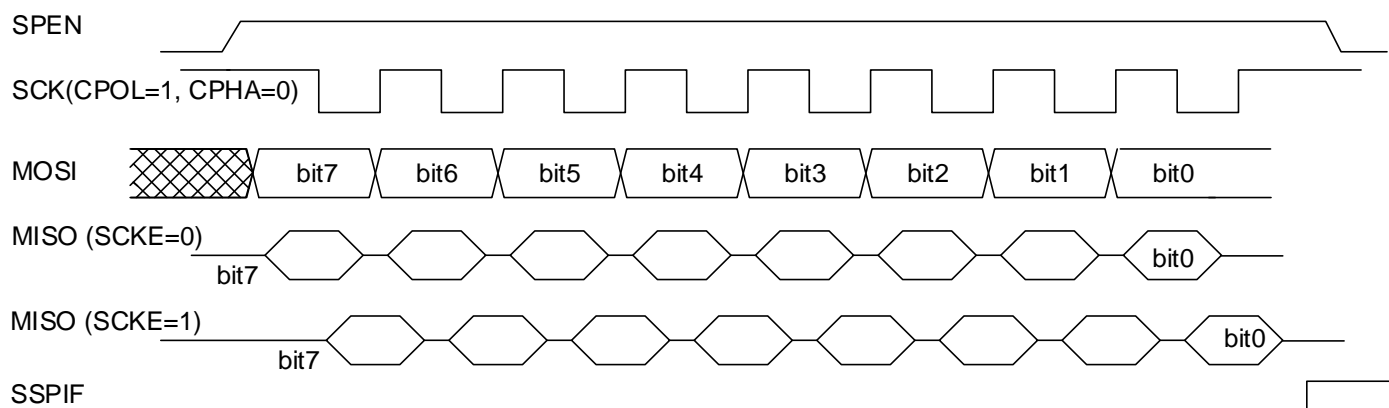 SPEN
SCK(CPOL=1, CPHA=0)
MOSI bit7 bit6 bit5 bit4 bit3 bit2 bit1 bit0
MISO (SCKE=0)
bit7 bit0
MISO (SCKE=1)
bit7 bit0
SSPIF